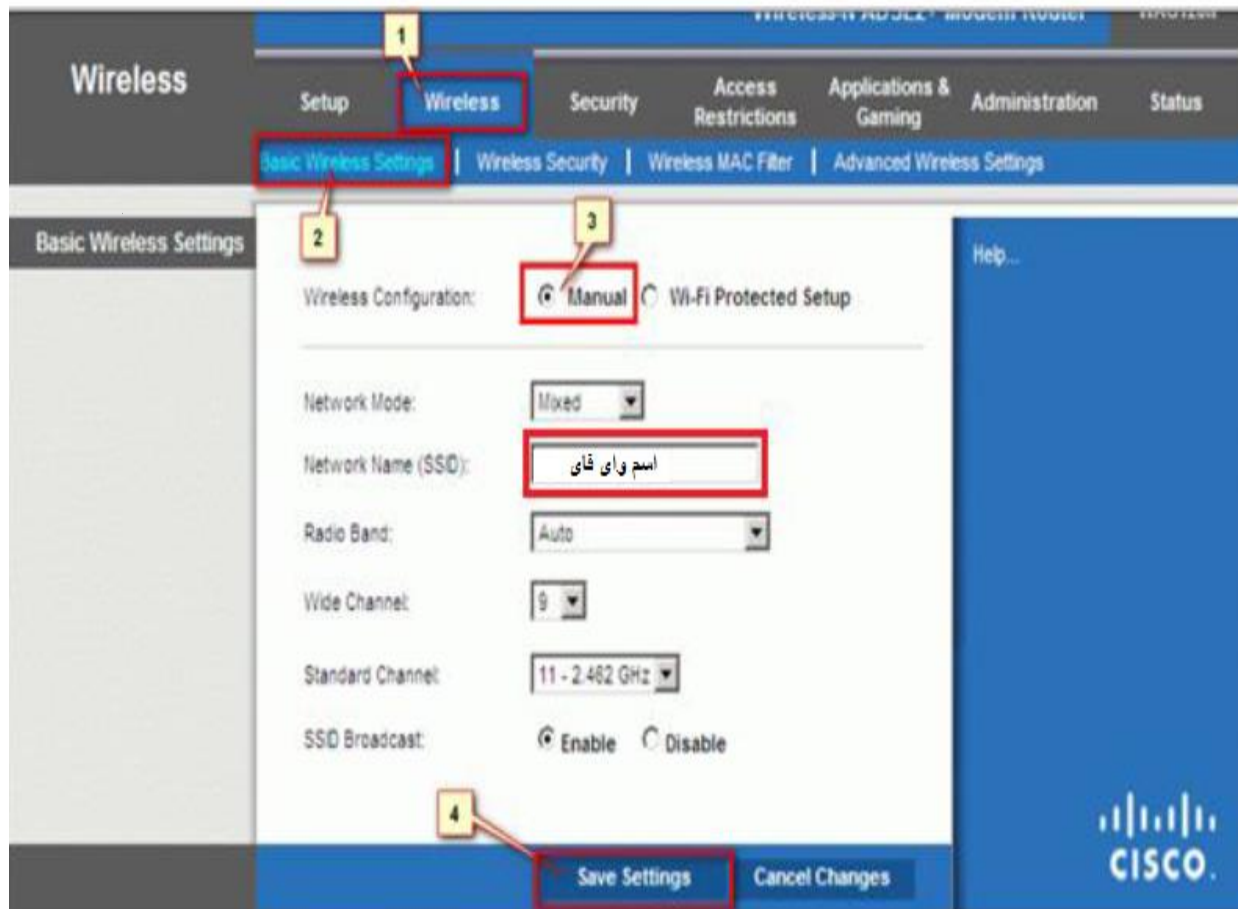 Wireless-N ADSL2+ Modem Router
1
Wireless
Setup
Wireless
Security
Access Restrictions
Applications & Gaming
Administration
Status
Basic Wireless Settings | Wireless Security | Wireless MAC Filter | Advanced Wireless Settings
2
3
Basic Wireless Settings
Help...
Wireless Configuration: Manual Wi-Fi Protected Setup
Network Mode: Mixed
Network Name (SSID): اسم وای فای
Radio Band: Auto
Wide Channel: 9
Standard Channel: 11 - 2.462 GHz
SSID Broadcast: Enable Disable
4
Save Settings
Cancel Changes
CISCO.